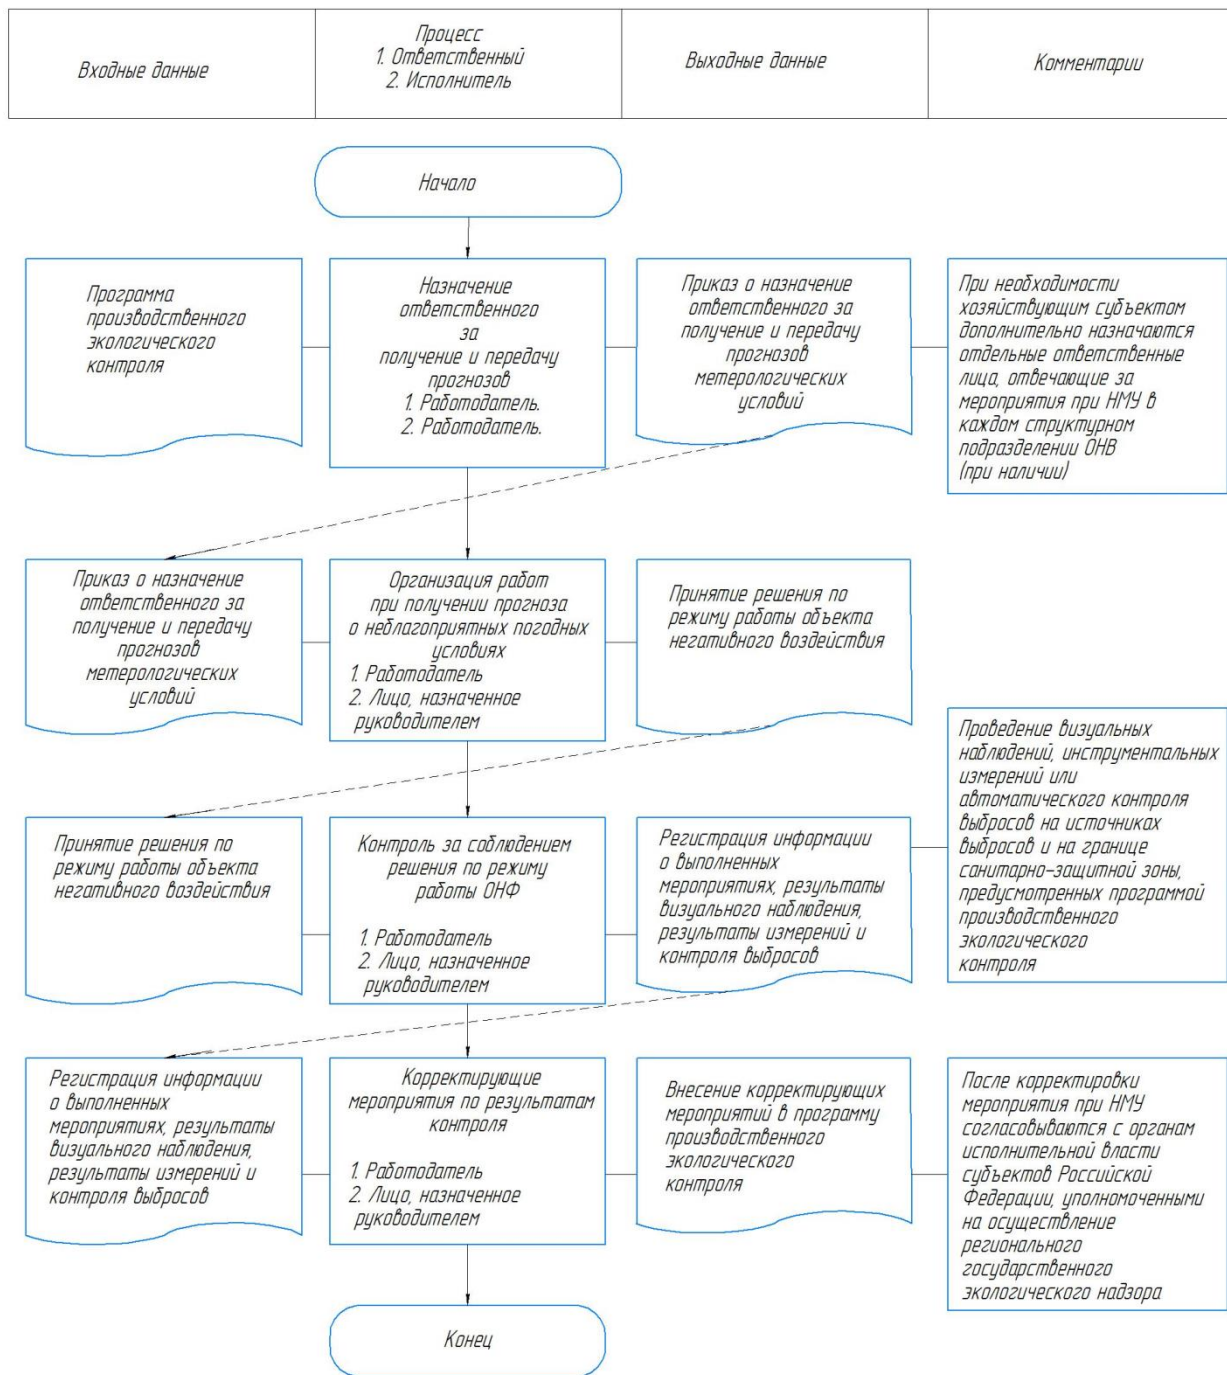 Входные данные
Процесс
1. Ответственный
2. Исполнитель
Выходные данные
Комментарии
Начало
Программа
производственного
экологического
контроля
Назначение
ответственного
за
получение и передачу
прогнозов
1. Работодатель.
2. Работодатель.
Приказ о назначение
ответственного за
получение и передачу
прогнозов
метерологических
условий
При необходимости
хозяйствующим субъектом
дополнительно назначаются
отдельные ответственные
лица, отвечающие за
мероприятия при НМУ в
каждом структурном
подразделении ОНВ
(при наличии)
Приказ о назначение
ответственного за
получение и передачу
прогнозов
метерологических
условий
Организация работ
при получении прогноза
о неблагоприятных погодных
условиях
1. Работодатель
2. Лицо, назначенное
руководителем
Принятие решения по
режиму работы объекта
негативного воздействия
Принятие решения по
режиму работы объекта
негативного воздействия
Контроль за соблюдением
решения по режиму
работы ОНФ
1. Работодатель
2. Лицо, назначенное
руководителем
Регистрация информации
о выполненных
мероприятиях, результаты
визуального наблюдения,
результаты измерений и
контроля выбросов
Проведение визуальных
наблюдений, инструментальных
измерений или
автоматического контроля
выбросов на источниках
выбросов и на границе
санитарно-защитной зоны,
предусмотренных программой
производственного
экологического
контроля
Регистрация информации
о выполненных
мероприятиях, результаты
визуального наблюдения,
результаты измерений и
контроля выбросов
Корректирующие
мероприятия по результатам
контроля
1. Работодатель
2. Лицо, назначенное
руководителем
Внесение корректирующих
мероприятий в программу
производственного
экологического
контроля
После корректировки
мероприятия при НМУ
согласовываются с органам
исполнительной власти
субъектов Российской
Федерации, уполномоченными
на осуществление
регионального
государственного
экологического надзора
Конец